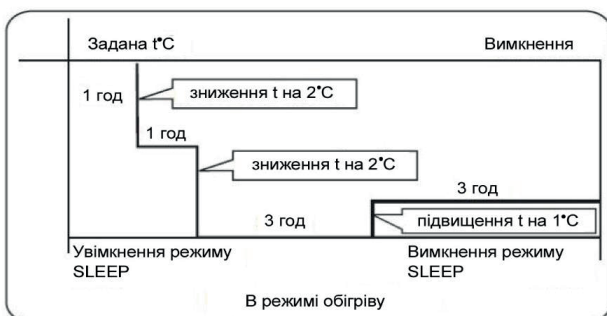 Задана t°C
Вимкнення
1 год
зниження t на 2°C
1 год
зниження t на 2°C
3 год
3 год
підвищення t на 1°C
Увімкнення режиму
SLEEP
Вимкнення режиму
SLEEP
В режимі обігріву